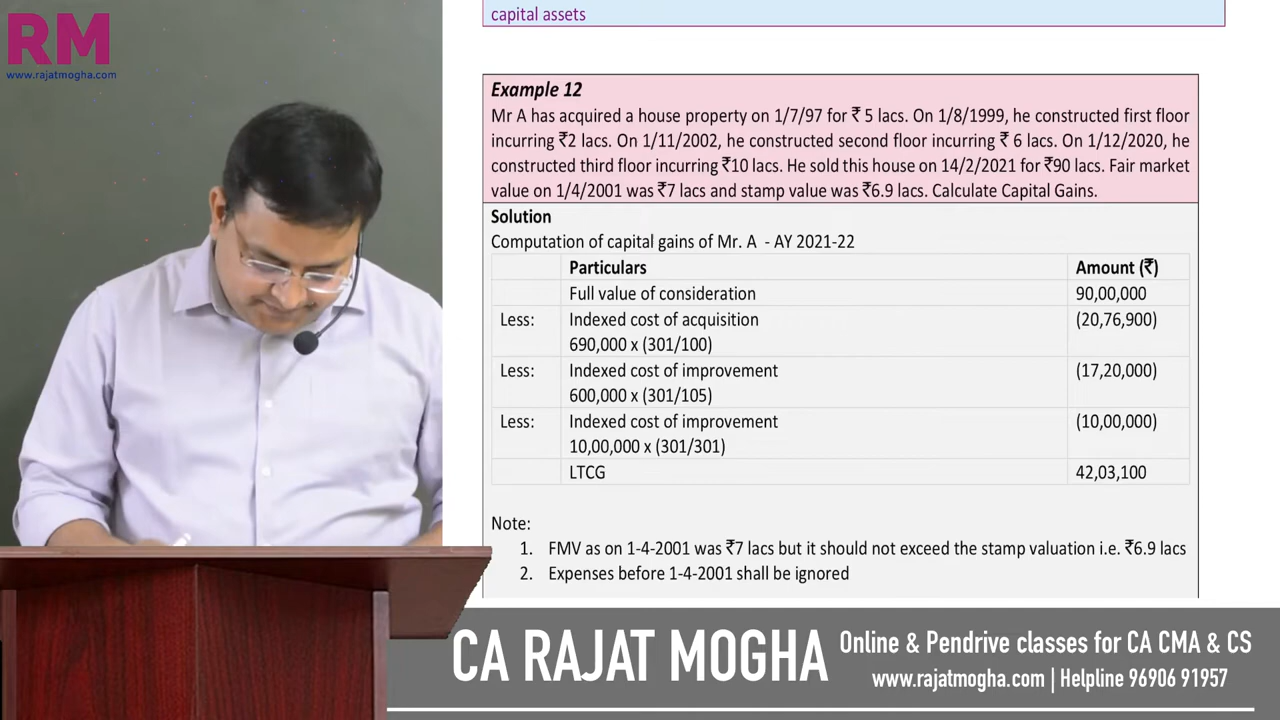 RM
www.rajatmogha.com
capital assets
Example 12
Mr A has acquired a house property on 1/7/97 for ₹ 5 lacs. On 1/8/1999, he constructed first floor
incurring ₹2 lacs. On 1/11/2002, he constructed second floor incurring ₹ 6 lacs. On 1/12/2020, he
constructed third floor incurring ₹10 lacs. He sold this house on 14/2/2021 for ₹90 lacs. Fair market
value on 1/4/2001 was ₹7 lacs and stamp value was ₹6.9 lacs. Calculate Capital Gains.
Solution
Computation of capital gains of Mr. A - AY 2021-22
Particulars Amount (₹)
Full value of consideration 90,00,000
Less: Indexed cost of acquisition (20,76,900)
690,000 x (301/100)
Less: Indexed cost of improvement (17,20,000)
600,000 x (301/105)
Less: Indexed cost of improvement (10,00,000)
10,00,000 x (301/301)
LTCG 42,03,100
Note:
1. FMV as on 1-4-2001 was ₹7 lacs but it should not exceed the stamp valuation i.e. ₹6.9 lacs
2. Expenses before 1-4-2001 shall be ignored
CA RAJAT MOGHA
Online & Pendrive classes for CA CMA & CS
www.rajatmogha.com | Helpline 96906 91957